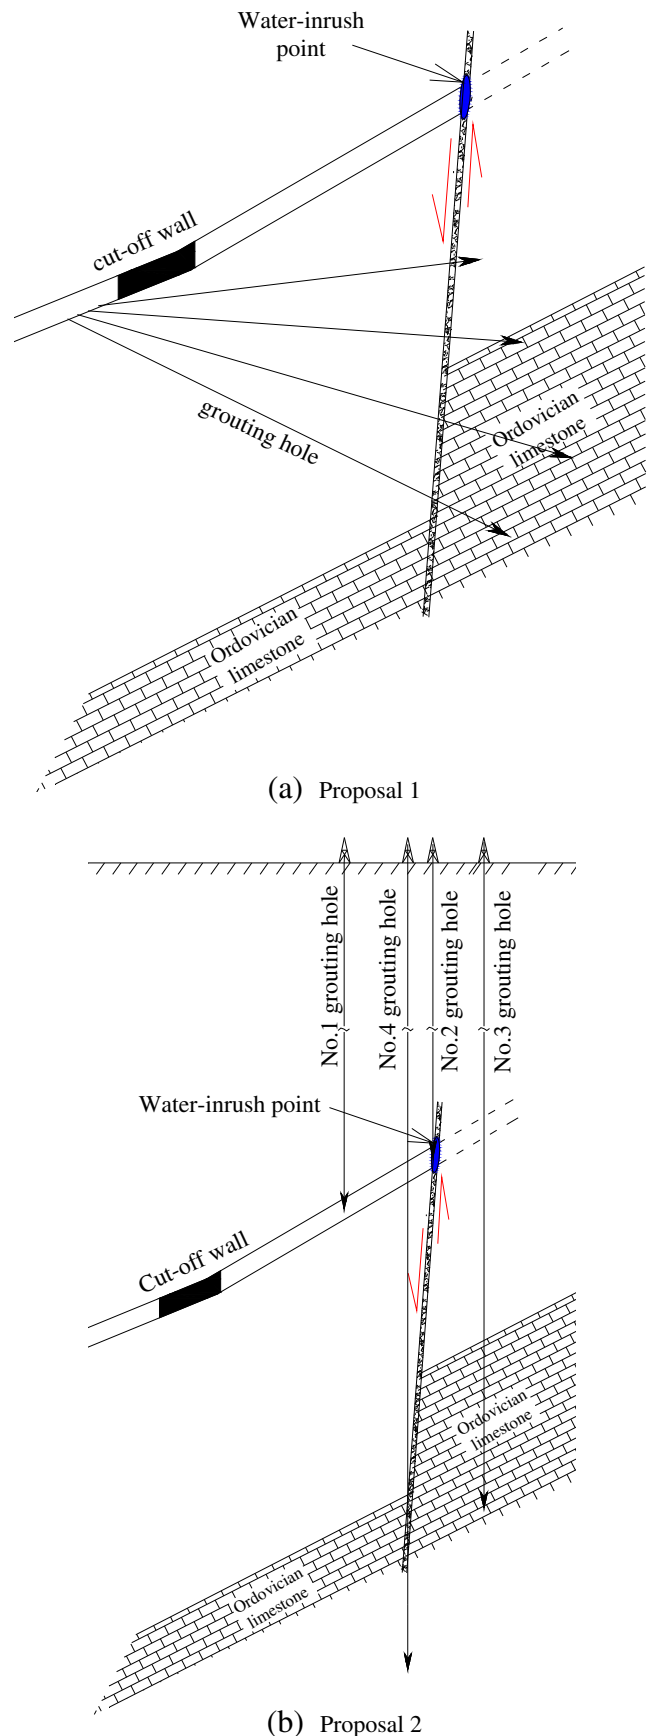 Water-inrush
point
cut-off wall
grouting hole
Ordovician
limestone
Ordovician
limestone
(a) Proposal 1
No.1 grouting hole
No.4 grouting hole
No.2 grouting hole
No.3 grouting hole
Water-inrush point
Cut-off wall
Ordovician
limestone
Ordovician
limestone
(b) Proposal 2